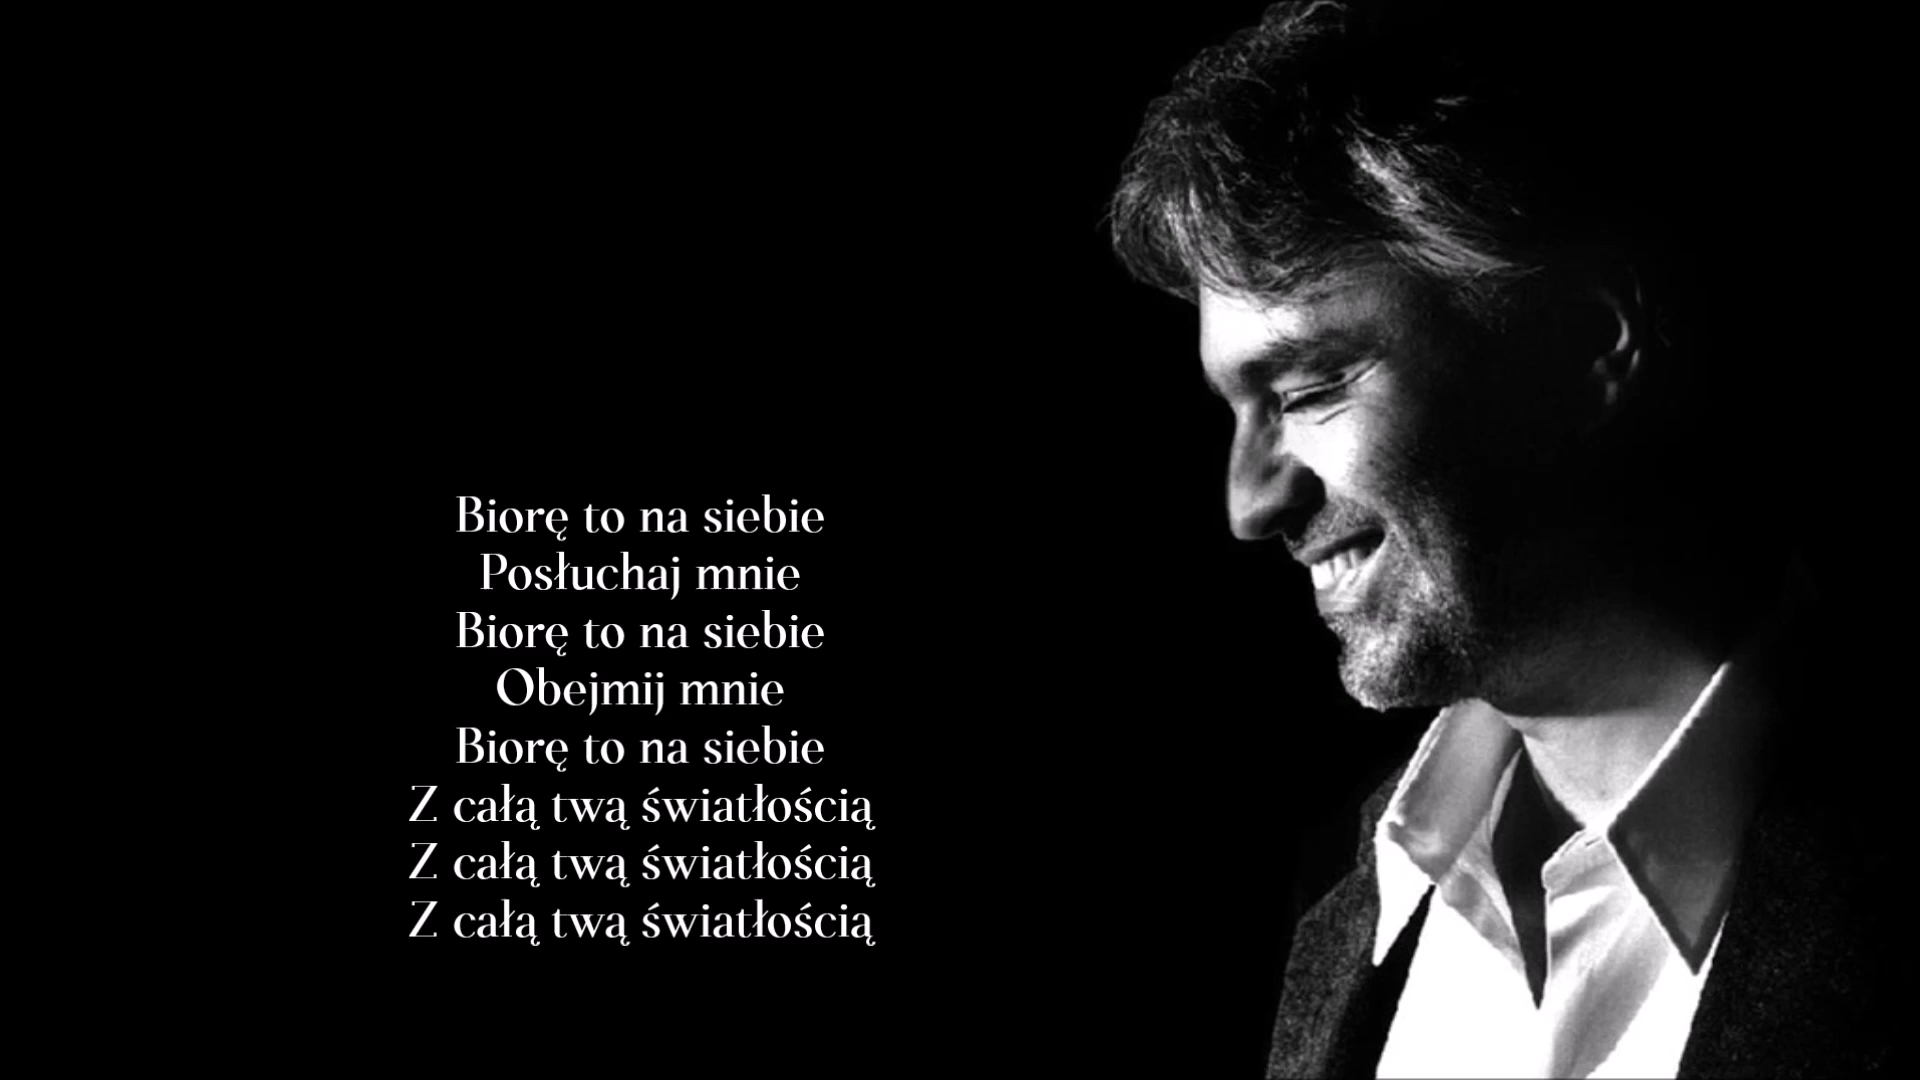 Biorę to na siebie
Posłuchaj mnie
Biorę to na siebie
Obejmij mnie
Biorę to na siebie
Z całą twą światłością
Z całą twą światłością
Z całą twą światłością